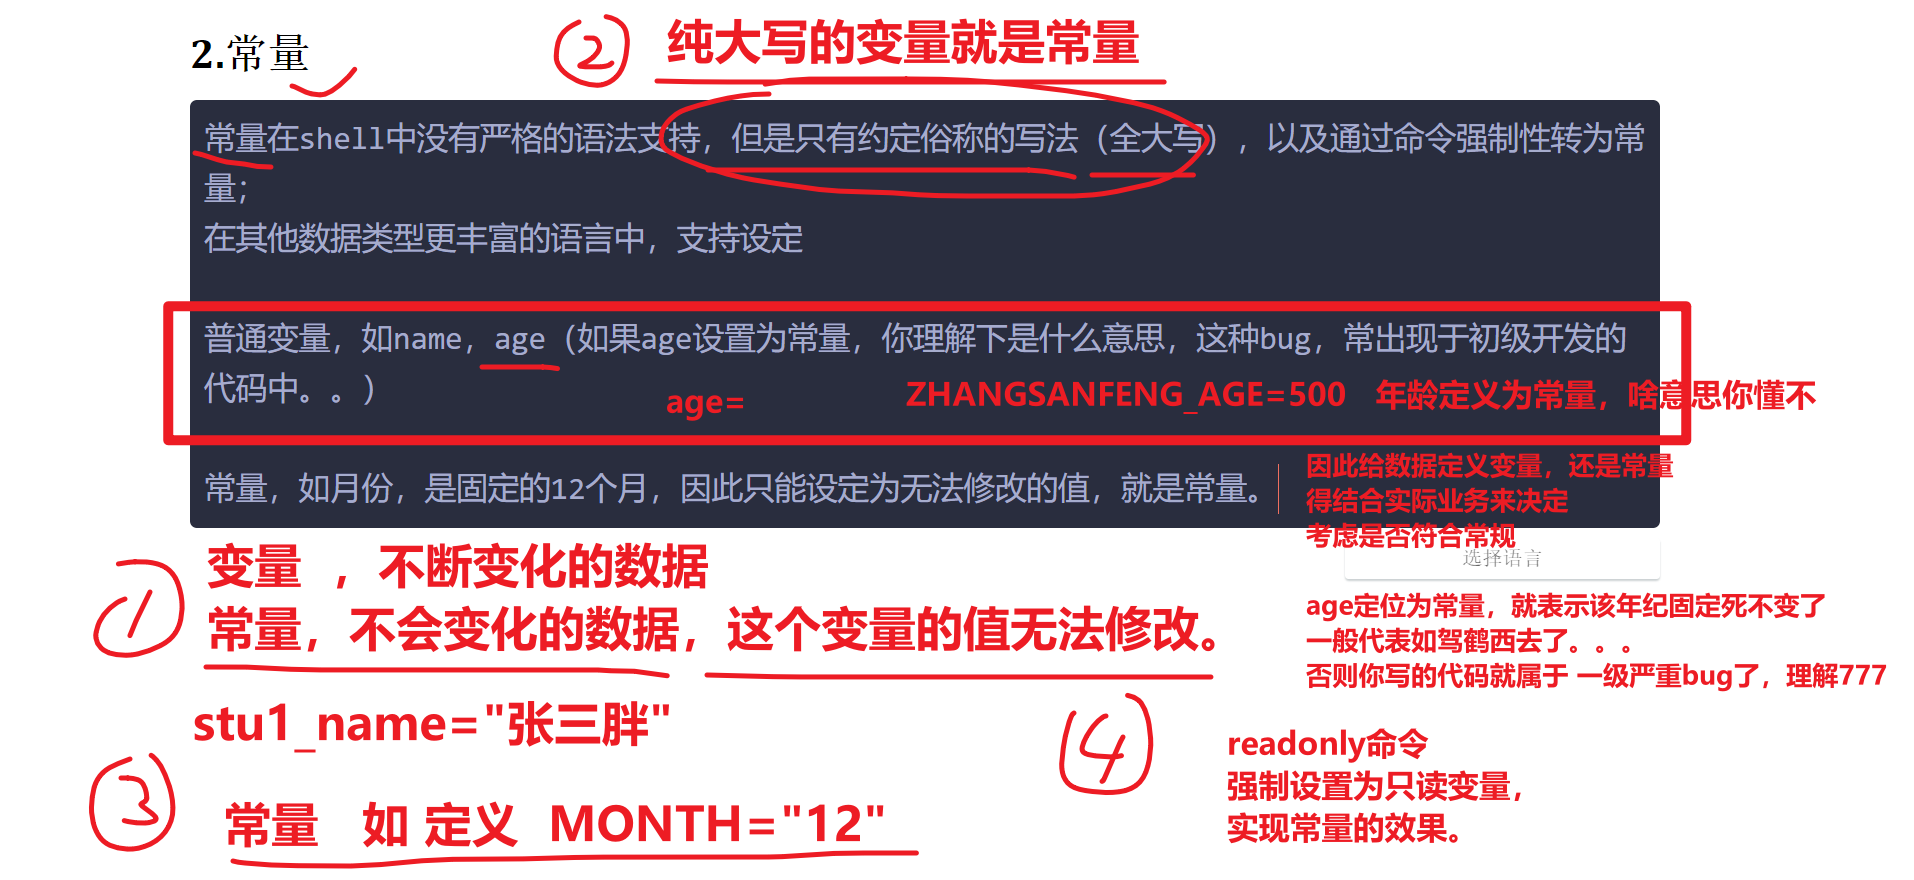 2.常量
② 纯大写的变量就是常量
常量在shell中没有严格的语法支持，但是只有约定俗称的写法（全大写），以及通过命令强制性转为常
量；
在其他数据类型更丰富的语言中，支持设定
普通变量，如name，age（如果age设置为常量，你理解下是什么意思，这种bug，常出现于初级开发的
代码中。。）
age=
ZHANGSANFENG_AGE=500 年龄定义为常量，啥意思你懂不
常量，如月份，是固定的12个月，因此只能设定为无法修改的值，就是常量。
因此给数据定义变量，还是常量
得结合实际业务来决定
考虑是否符合常规
选择语言
① 变量 ，不断变化的数据
常量，不会变化的数据，这个变量的值无法修改。
age定位为常量，就表示该年纪固定死不变了
一般代表如驾鹤西去了。。。
否则你写的代码就属于 一级严重bug了，理解777
stu1_name="张三胖"
③ 常量 如 定义 MONTH="12"
④ readonly命令
强制设置为只读变量，
实现常量的效果。